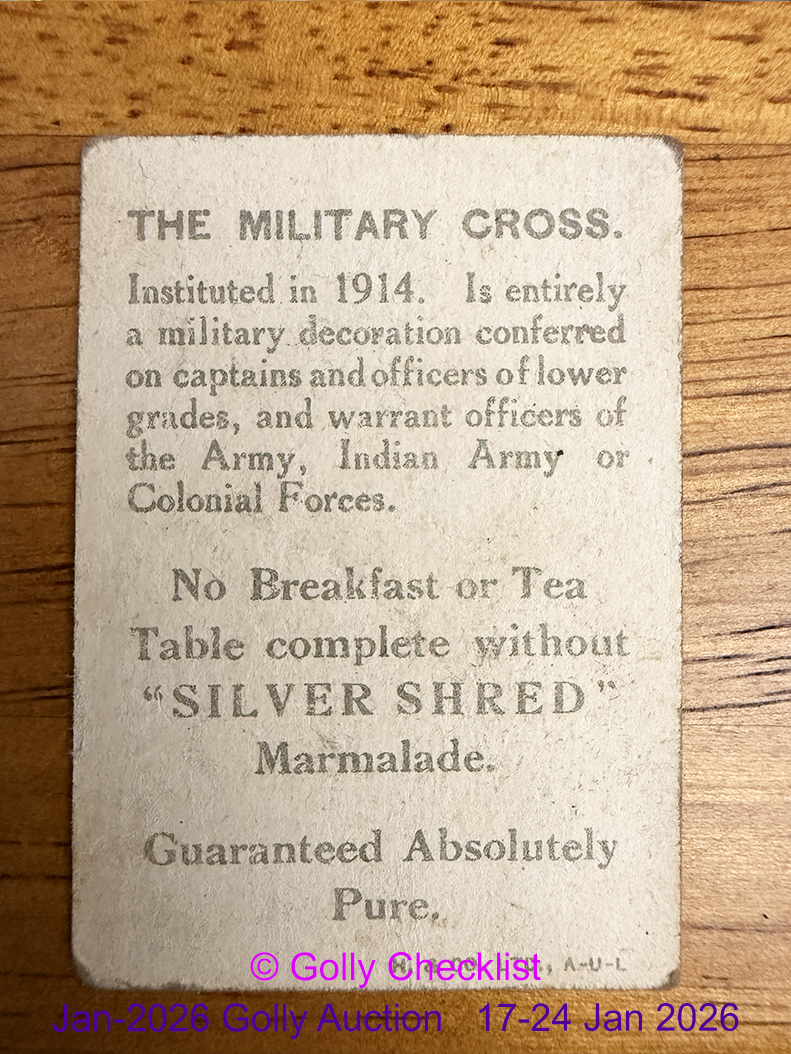 THE MILITARY CROSS.
Instituted in 1914. Is entirely
a military decoration conferred
on captains and officers of lower
grades, and warrant officers of
the Army, Indian Army or
Colonial Forces.
No Breakfast or Tea
Table complete without
“SILVER SHRED”
Marmalade.
Guaranteed Absolutely
Pure.
A-U-L
© Golly Checklist
Jan-2026 Golly Auction 17-24 Jan 2026